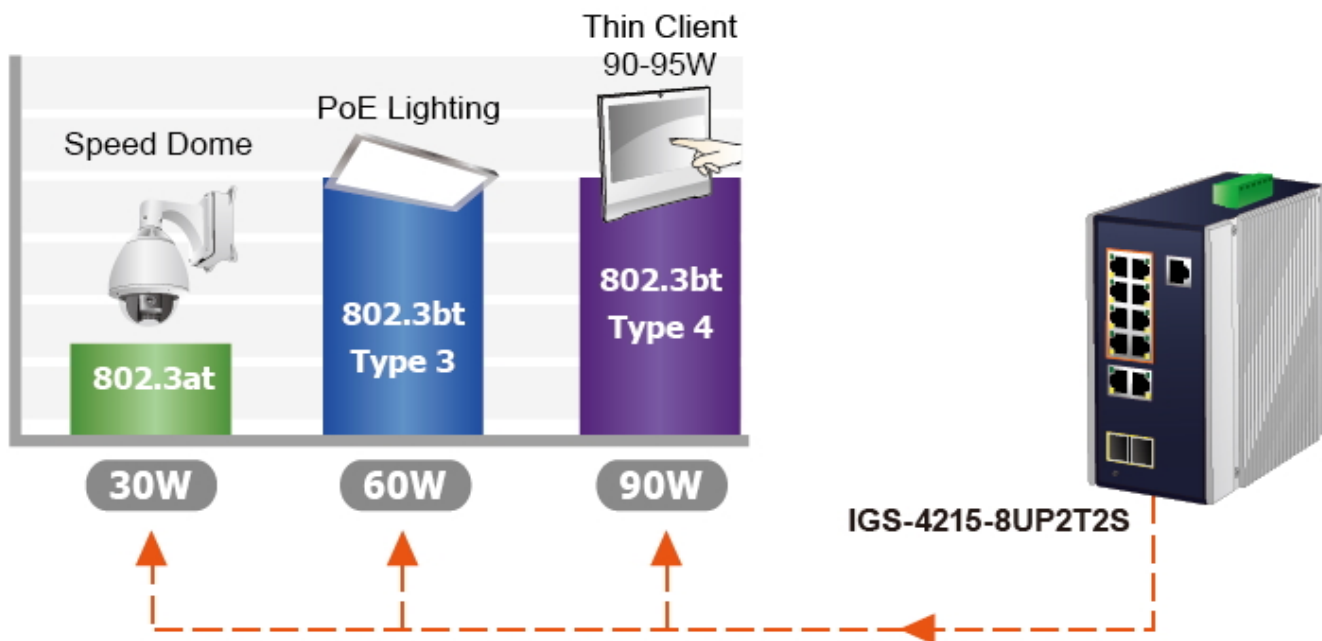 Thin Client
90-95W
PoE Lighting
Speed Dome
802.3at
802.3bt
Type 3
802.3bt
Type 4
30W
60W
90W
IGS-4215-8UP2T2S